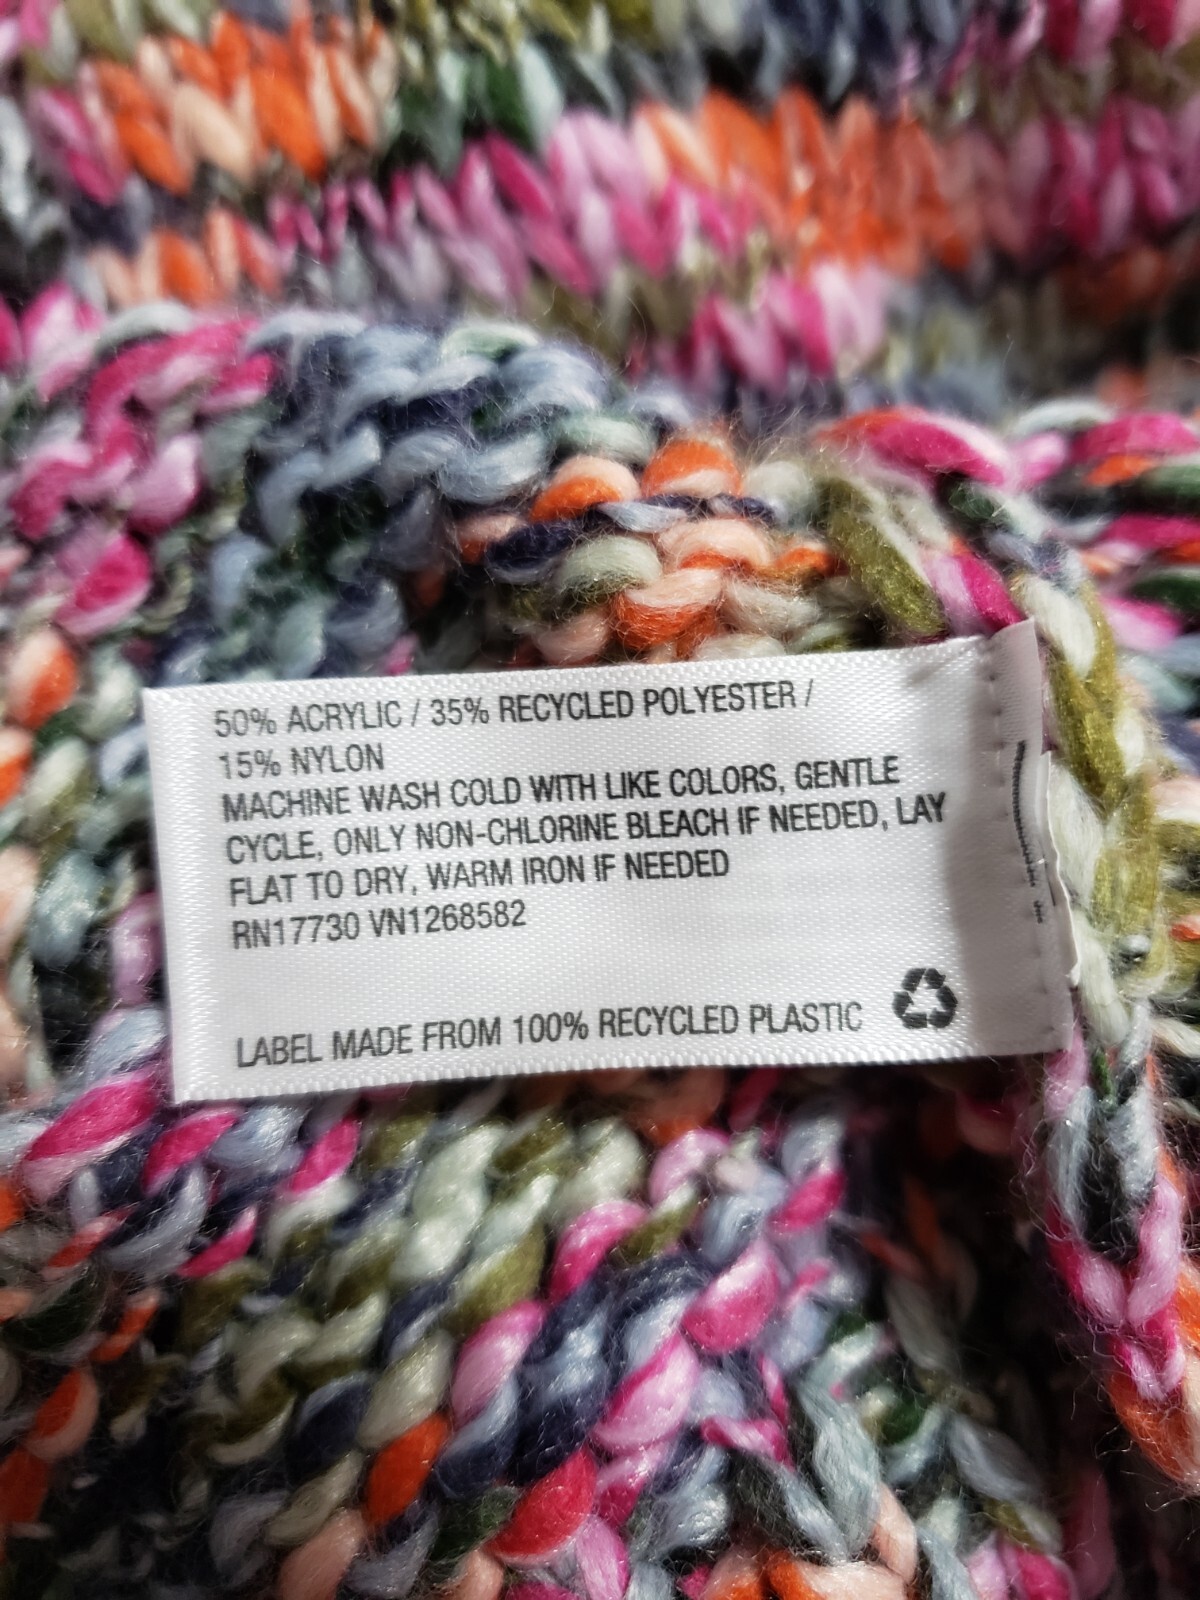 50% ACRYLIC / 35% RECYCLED POLYESTER /
15% NYLON
MACHINE WASH COLD WITH LIKE COLORS, GENTLE
CYCLE, ONLY NON-CHLORINE BLEACH IF NEEDED, LAY
FLAT TO DRY, WARM IRON IF NEEDED
RN17730 VN1268582
LABEL MADE FROM 100% RECYCLED PLASTIC